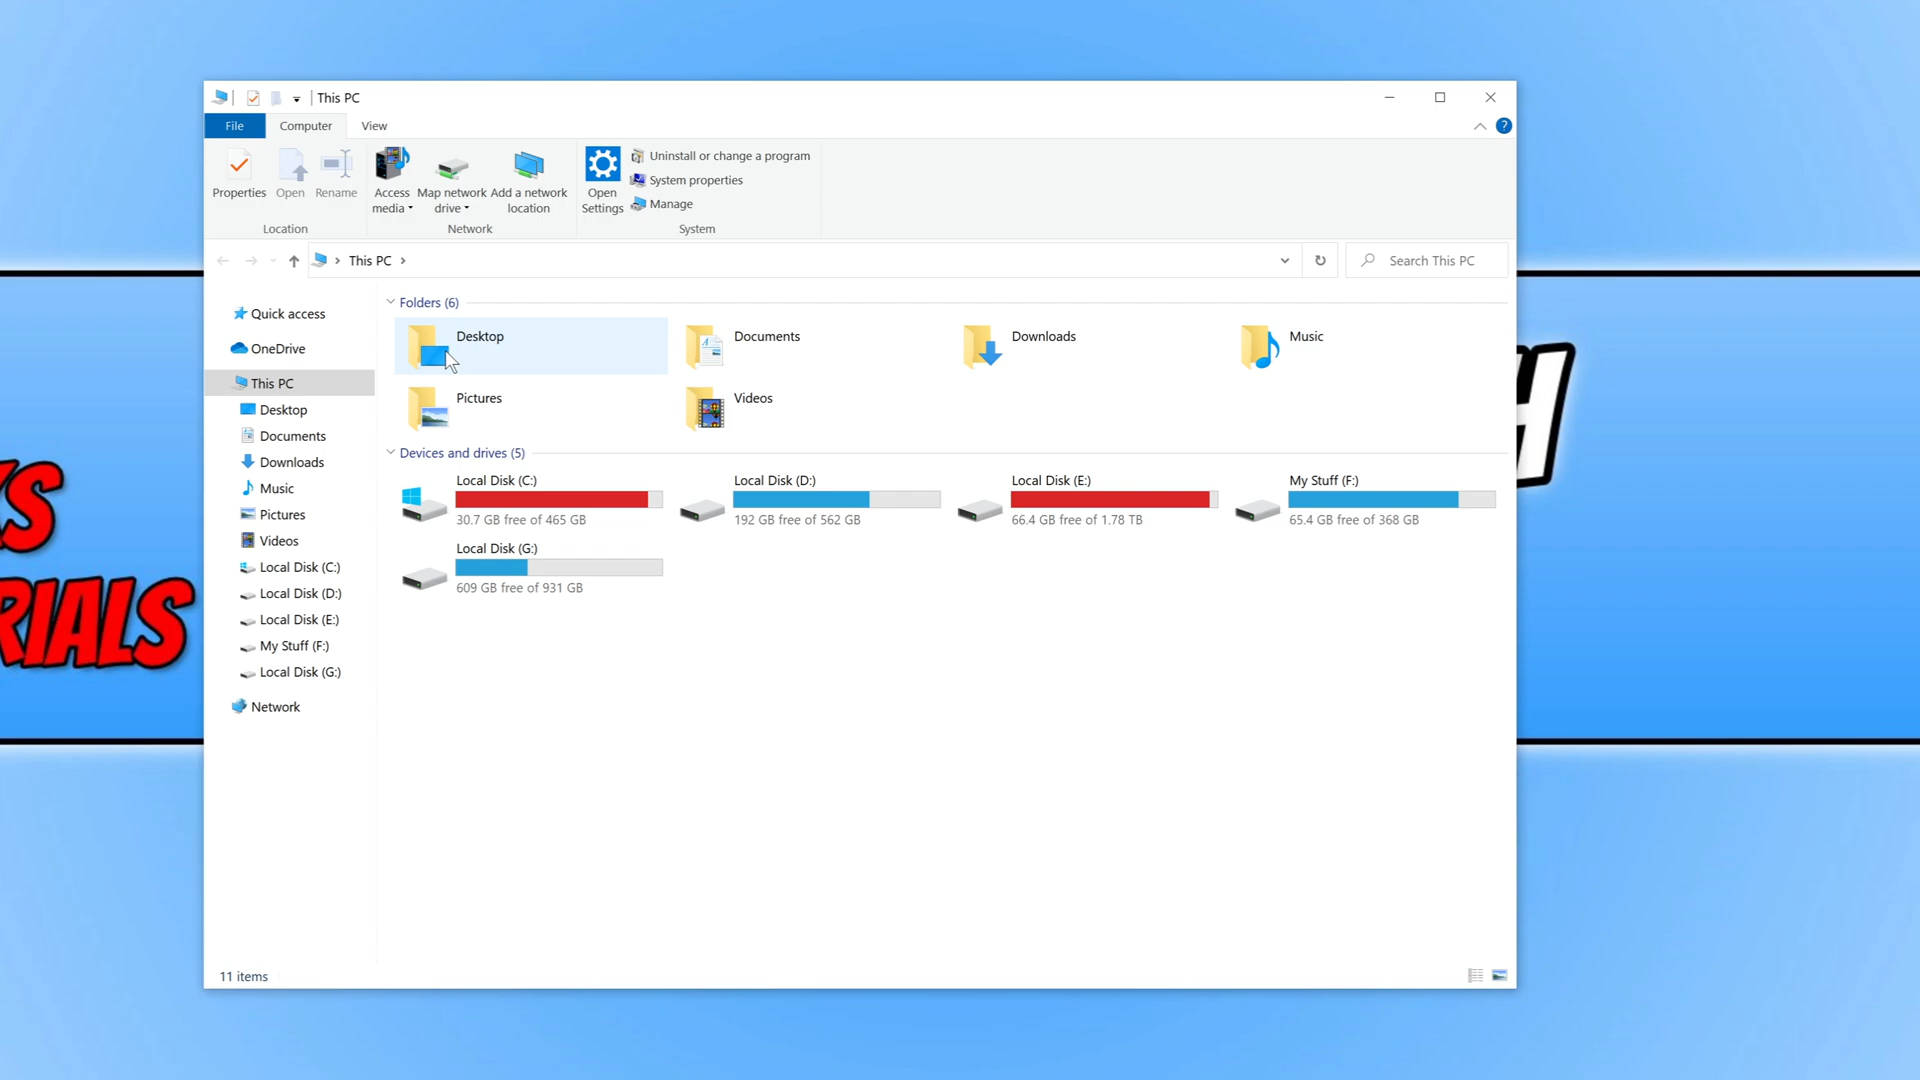 This PC
File Computer View
Properties Open Rename Access media Map network drive Add a network location Open Settings
Uninstall or change a program
System properties
Manage
Location Network System
This PC
Search This PC
Quick access
OneDrive
This PC
Desktop
Documents
Downloads
Music
Pictures
Videos
Local Disk (C:)
Local Disk (D:)
Local Disk (E:)
My Stuff (F:)
Local Disk (G:)
Network
Folders (6)
Desktop Documents Downloads Music
Pictures Videos
Devices and drives (5)
Local Disk (C:) Local Disk (D:) Local Disk (E:) My Stuff (F:)
30.7 GB free of 465 GB 192 GB free of 562 GB 66.4 GB free of 1.78 TB 65.4 GB free of 368 GB
Local Disk (G:)
609 GB free of 931 GB
11 items